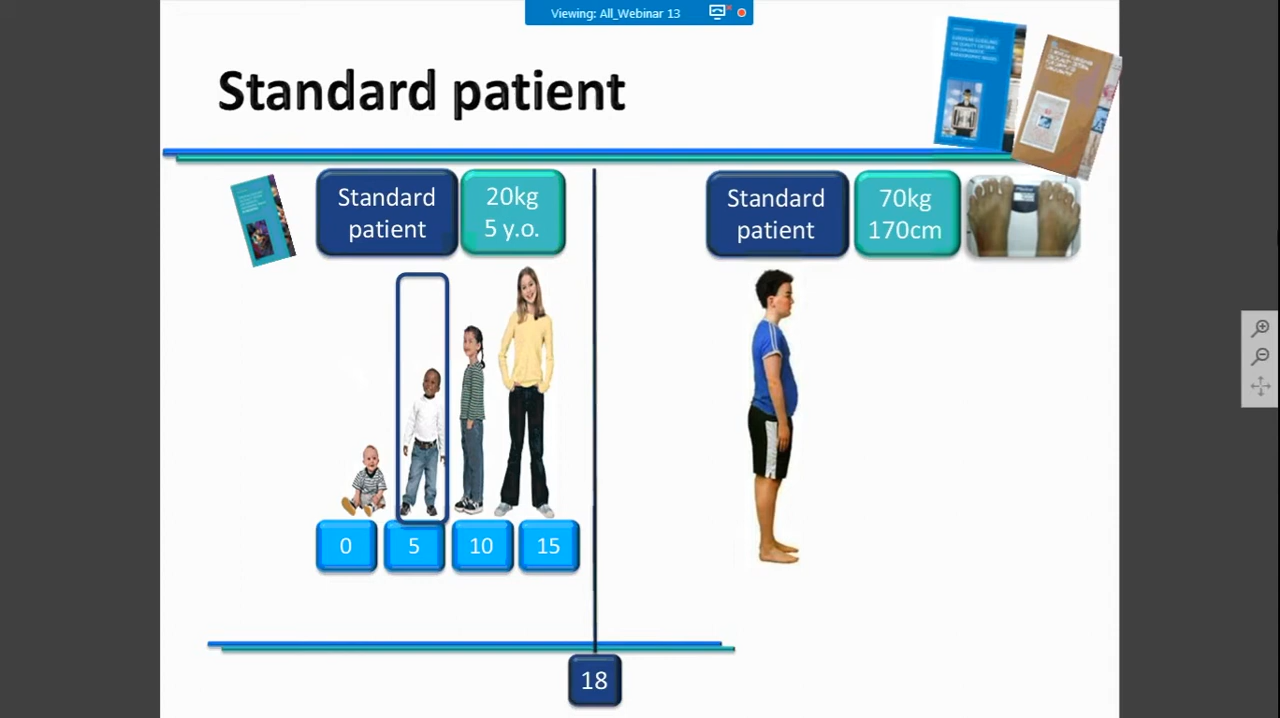 Viewing: All_Webinar 13
Standard patient
Standard
patient
20kg
5 y.o.
Standard
patient
70kg
170cm
0
5
10
15
18